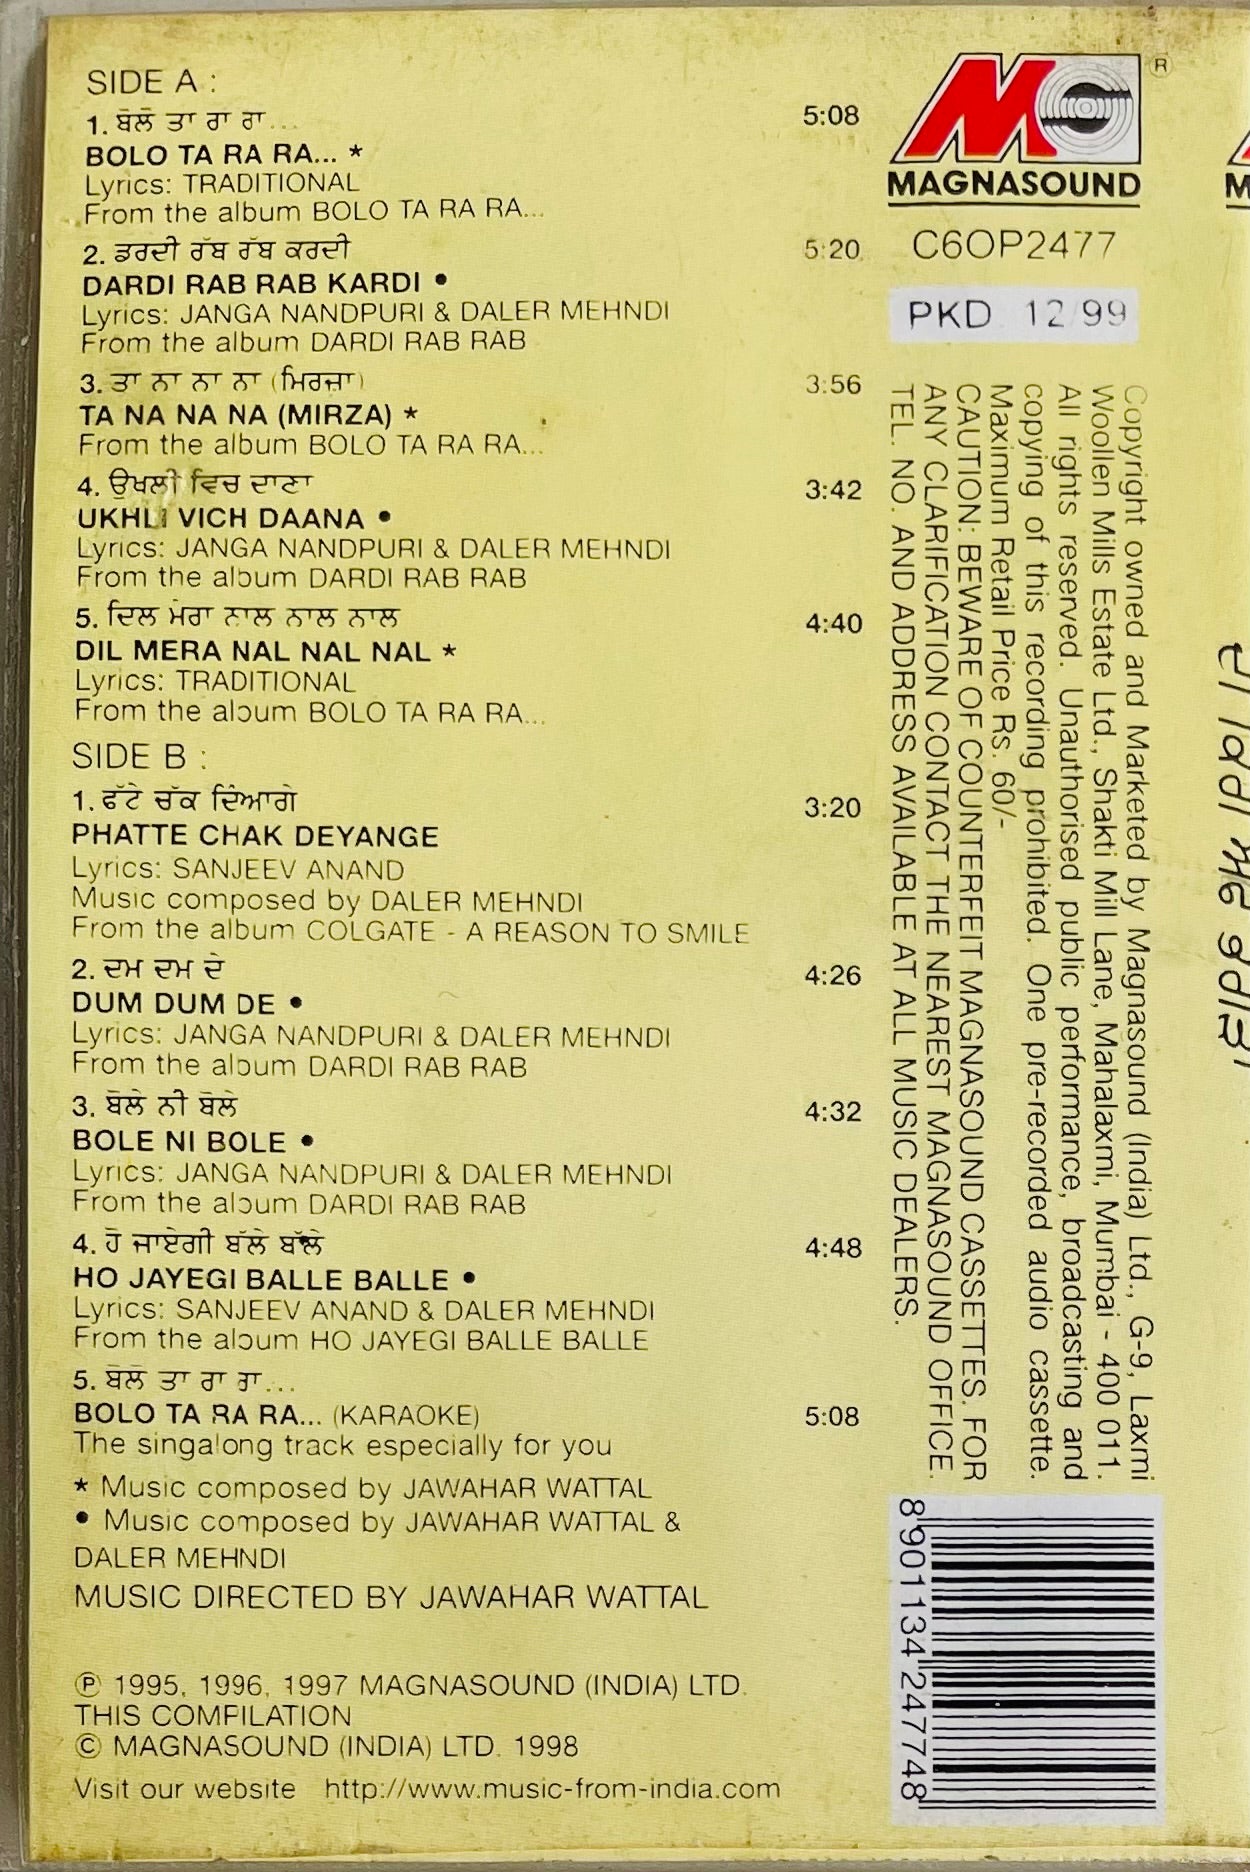 SIDE A :
1. ਬੋਲੋ ਤਾ ਰਾ ਰਾ...
5:08
BOLO TA RA RA... *
Lyrics: TRADITIONAL
From the album BOLO TA RA RA...
2. ਡਰਦੀ ਰੱਬ ਰੱਬ ਕਰਦੀ
5:20
DARDI RAB RAB KARDI •
Lyrics: JANGA NANDPURI & DALER MEHNDI
From the album DARDI RAB RAB
3. ਤਾ ਨਾ ਨਾ ਨਾ (ਮਿਰਜ਼ਾ)
3:56
TA NA NA NA (MIRZA) *
From the album BOLO TA RA RA...
4. ਉਖਲੀ ਵਿਚ ਦਾਣਾ
3:42
UKHLI VICH DAANA •
Lyrics: JANGA NANDPURI & DALER MEHNDI
From the album DARDI RAB RAB
5. ਦਿਲ ਮੇਰਾ ਨਾਲ ਨਾਲ ਨਾਲ
4:40
DIL MERA NAL NAL NAL *
Lyrics: TRADITIONAL
From the album BOLO TA RA RA...
SIDE B :
1. ਫੱਟੇ ਚੱਕ ਦਿਆਂਗੇ
3:20
PHATTE CHAK DEYANGE
Lyrics: SANJEEV ANAND
Music composed by DALER MEHNDI
From the album COLGATE - A REASON TO SMILE
2. ਦਮ ਦਮ ਦੇ
4:26
DUM DUM DE •
Lyrics: JANGA NANDPURI & DALER MEHNDI
From the album DARDI RAB RAB
3. ਬੋਲੇ ਨੀ ਬੋਲੇ
4:32
BOLE NI BOLE •
Lyrics: JANGA NANDPURI & DALER MEHNDI
From the album DARDI RAB RAB
4. ਹੋ ਜਾਏਗੀ ਬੱਲੇ ਬੱਲੇ
4:48
HO JAYEGI BALLE BALLE •
Lyrics: SANJEEV ANAND & DALER MEHNDI
From the album HO JAYEGI BALLE BALLE
5. ਬੋਲੋ ਤਾ ਰਾ ਰਾ...
BOLO TA RA RA... (KARAOKE)
5:08
The singalong track especially for you
* Music composed by JAWAHAR WATTAL
• Music composed by JAWAHAR WATTAL &
DALER MEHNDI
MUSIC DIRECTED BY JAWAHAR WATTAL
℗ 1995, 1996, 1997 MAGNASOUND (INDIA) LTD.
THIS COMPILATION
© MAGNASOUND (INDIA) LTD. 1998
Visit our website http://www.music-from-india.com
MG ®
MAGNASOUND
C6OP2477
PKD 12/99
Copyright owned and Marketed by Magnasound (India) Ltd., G-9, Laxmi
Woollen Mills Estate Ltd., Shakti Mill Lane, Mahalaxmi, Mumbai - 400 011.
All rights reserved. Unauthorised public performance, broadcasting and
copying of this recording prohibited. One pre-recorded audio cassette.
Maximum Retail Price Rs. 60/-
CAUTION: BEWARE OF COUNTERFEIT MAGNASOUND CASSETTES. FOR
ANY CLARIFICATION CONTACT THE NEAREST MAGNASOUND OFFICE.
TEL. NO. AND ADDRESS AVAILABLE AT ALL MUSIC DEALERS.
8 901134 247748